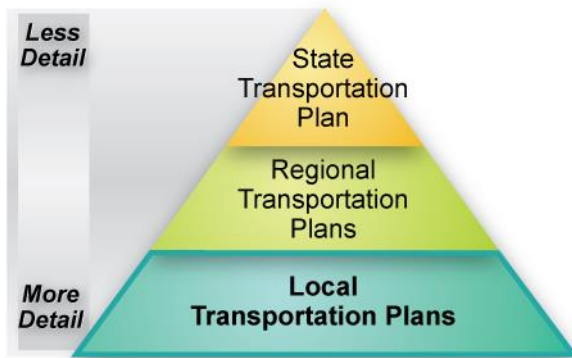 Less
Detail
State
Transportation
Plan
Regional
Transportation
Plans
More
Detail
Local
Transportation Plans